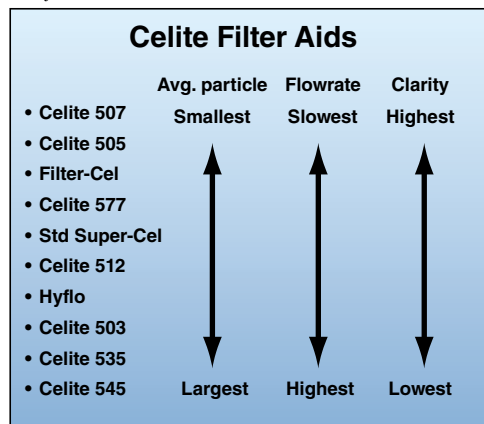 Celite Filter Aids
Avg. particle Flowrate Clarity
• Celite 507 Smallest Slowest Highest
• Celite 505
• Filter-Cel
• Celite 577
• Std Super-Cel
• Celite 512
• Hyflo
• Celite 503
• Celite 535
• Celite 545 Largest Highest Lowest